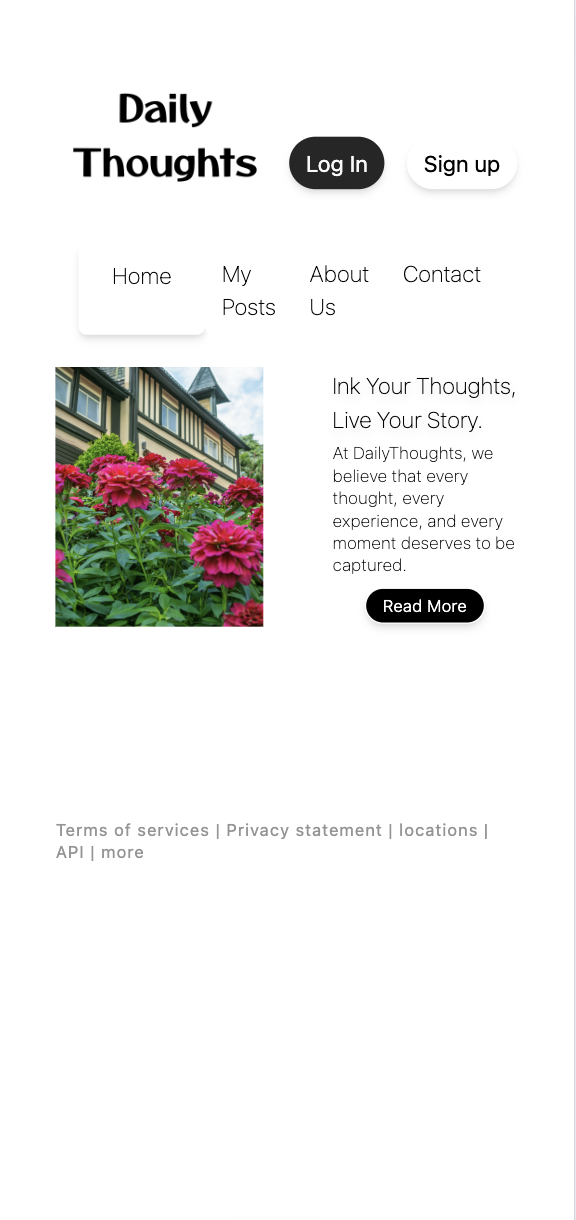 Daily
Thoughts
Log In
Sign up
Home
My
Posts
About
Us
Contact
Ink Your Thoughts,
Live Your Story.
At DailyThoughts, we
believe that every
thought, every
experience, and every
moment deserves to be
captured.
Read More
Terms of services | Privacy statement | locations |
API | more